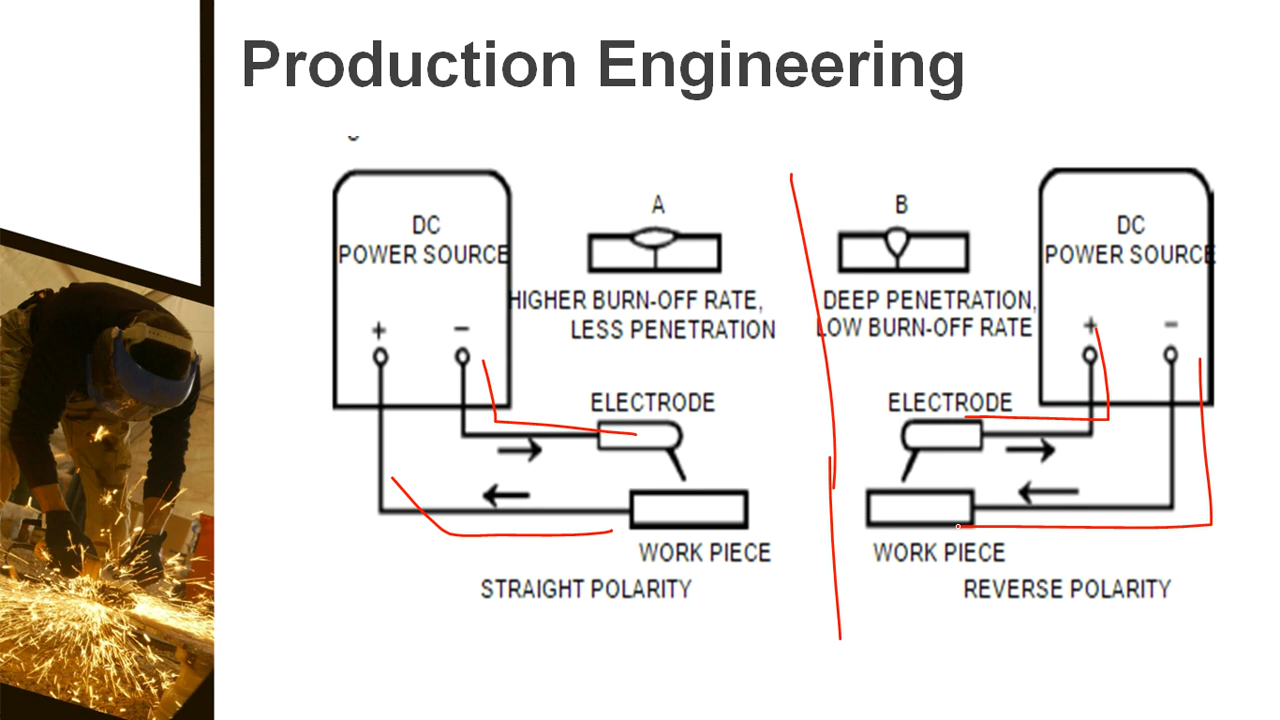 Production Engineering
DC
POWER SOURCE
+ −
A
HIGHER BURN-OFF RATE,
LESS PENETRATION
ELECTRODE
WORK PIECE
STRAIGHT POLARITY
B
DEEP PENETRATION,
LOW BURN-OFF RATE
DC
POWER SOURCE
+ −
ELECTRODE
WORK PIECE
REVERSE POLARITY